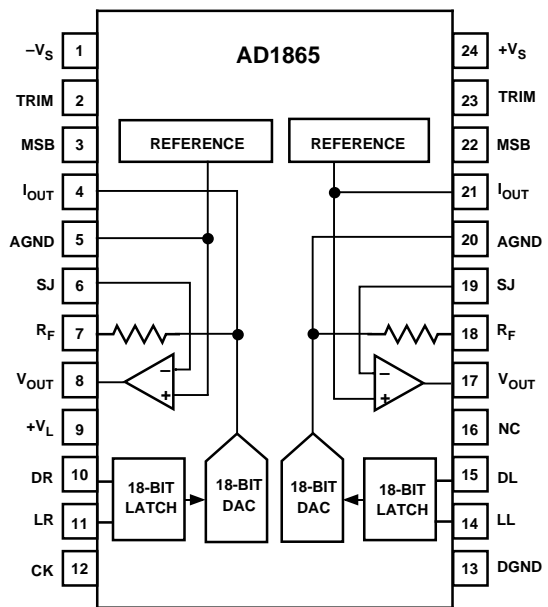 AD1865
–VS 1
24 +VS
TRIM 2
23 TRIM
MSB 3
REFERENCE
REFERENCE
22 MSB
IOUT 4
21 IOUT
AGND 5
20 AGND
SJ 6
19 SJ
RF 7
18 RF
VOUT 8
–
+
–
+
17 VOUT
+VL 9
16 NC
DR 10
18-BIT
LATCH
18-BIT
DAC
18-BIT
DAC
18-BIT
LATCH
15 DL
LR 11
14 LL
CK 12
13 DGND